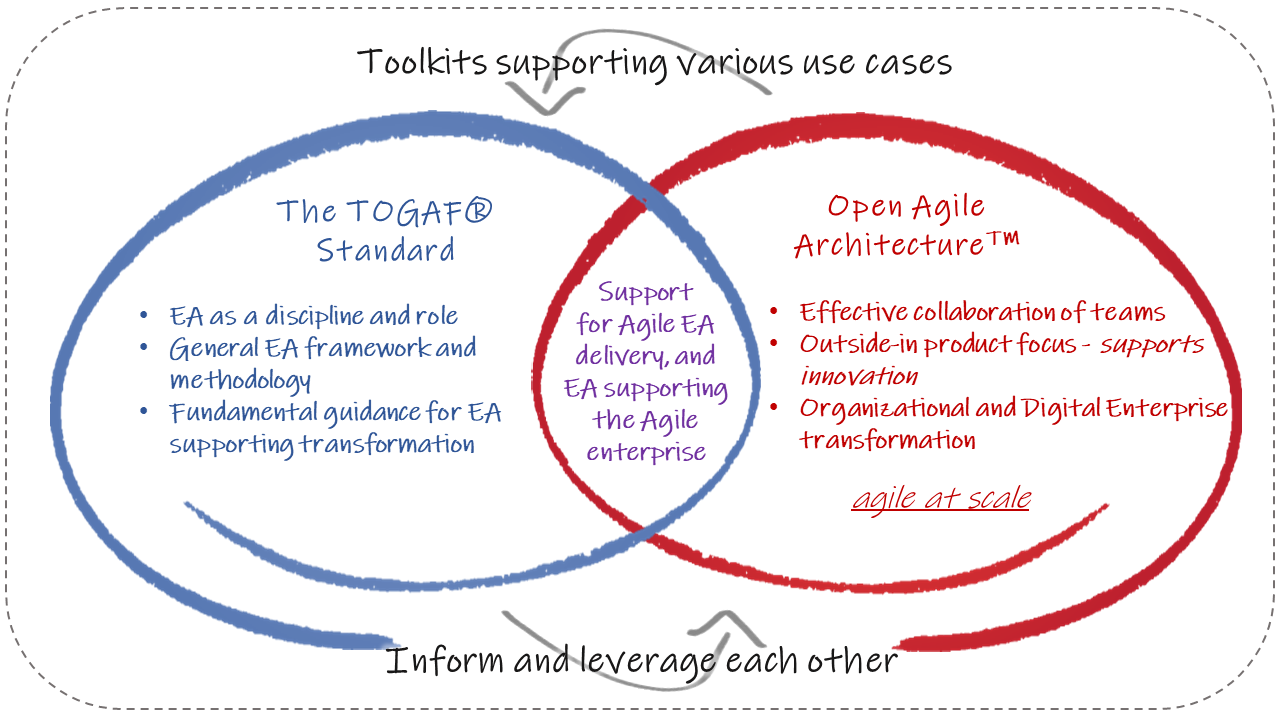 Toolkits supporting various use cases
The TOGAF®
Standard
• EA as a discipline and role
• General EA framework and
methodology
• Fundamental guidance for EA
supporting transformation
Support
for Agile EA
delivery, and
EA supporting
the Agile
enterprise
Open Agile
Architecture™
• Effective collaboration of teams
• Outside-in product focus - supports
innovation
• Organizational and Digital Enterprise
transformation
agile at scale
Inform and leverage each other